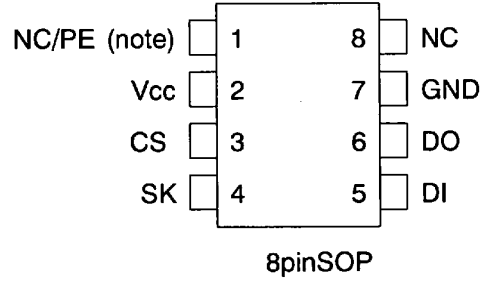 NC/PE (note) 1 8 NC
Vcc 2 7 GND
CS 3 6 DO
SK 4 5 DI
8pinSOP